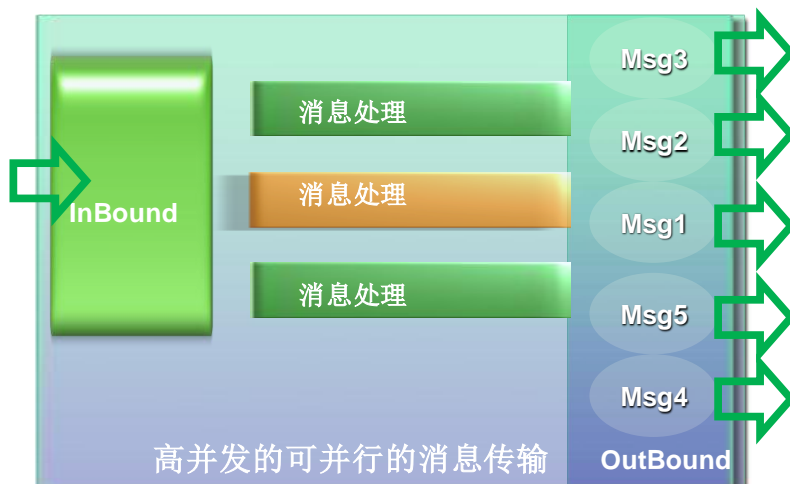 InBound
消息处理
消息处理
消息处理
Msg3
Msg2
Msg1
Msg5
Msg4
高并发的可并行的消息传输
OutBound